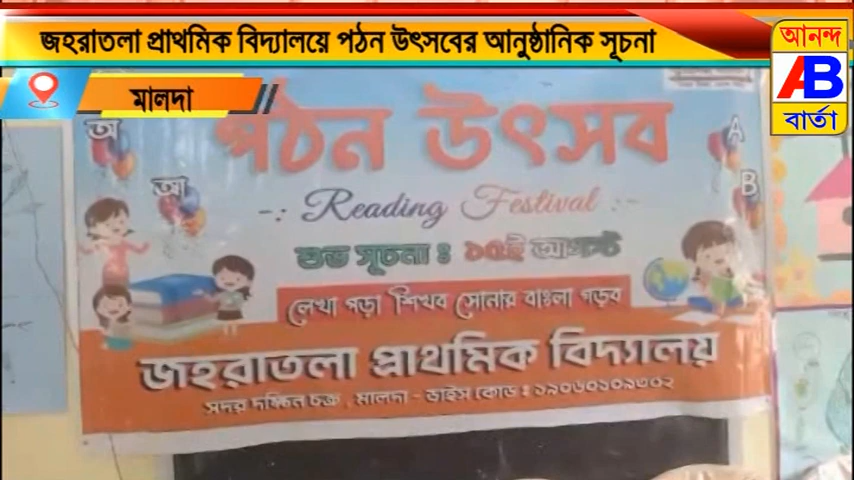 জহরাতলা প্রাথমিক বিদ্যালয়ে পঠন উৎসবের আনুষ্ঠানিক সূচনা
আনন্দ
AB
বার্তা
মালদা
অ
আ
A
B
পঠন উৎসব
-: Reading Festival :-
শুভ সূচনা : ১৫ই আগস্ট
লেখা পড়া শিখব সোনার বাংলা গড়ব
জহরাতলা প্রাথমিক বিদ্যালয়
সদর দক্ষিন চক্র, মালদা - ডাইস কোড : ১৯০৬০১০৯৩০২